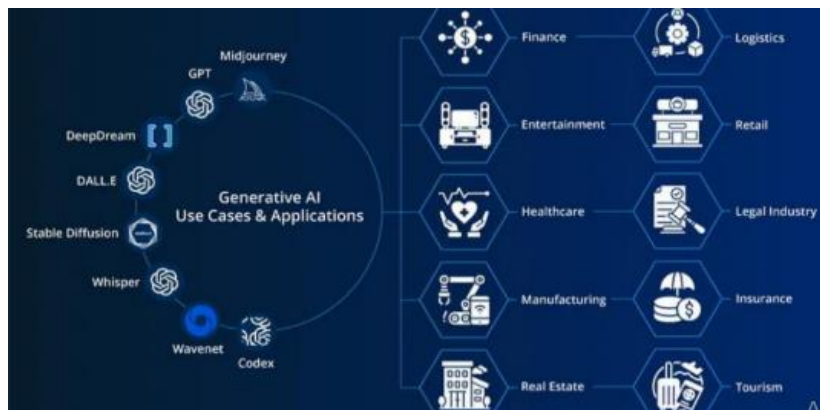 Midjourney
GPT
DeepDream
DALL.E
Stable Diffusion
Whisper
Wavenet
Codex
Generative AI
Use Cases & Applications
Finance
Logistics
Entertainment
Retail
Healthcare
Legal Industry
Manufacturing
Insurance
Real Estate
Tourism